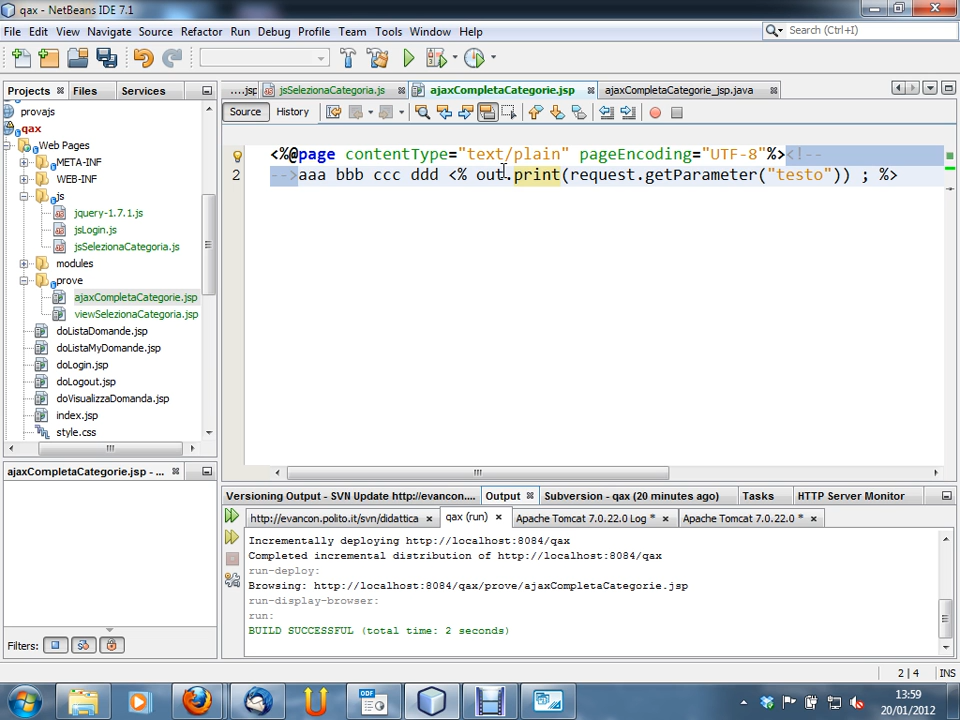 qax - NetBeans IDE 7.1
File Edit View Navigate Source Refactor Run Debug Profile Team Tools Window Help
Search (Ctrl+I)
Projects Files Services
....jsp jsSelezionaCategoria.js ajaxCompletaCategorie.jsp ajaxCompletaCategorie_jsp.java
Source History
provajs
qax
Web Pages
META-INF
WEB-INF
js
jquery-1.7.1.js
jsLogin.js
jsSelezionaCategoria.js
modules
prove
ajaxCompletaCategorie.jsp
viewSelezionaCategoria.jsp
doListaDomande.jsp
doListaMyDomande.jsp
doLogin.jsp
doLogout.jsp
doVisualizzaDomanda.jsp
index.jsp
style.css
<%@page contentType="text/plain" pageEncoding="UTF-8"%><!--
2 -->aaa bbb ccc ddd <% out.print(request.getParameter("testo")) ; %>
ajaxCompletaCategorie.jsp - ...
Filters:
Versioning Output - SVN Update http://evancon.... Output Subversion - qax (20 minutes ago) Tasks HTTP Server Monitor
http://evancon.polito.it/svn/didattica qax (run) Apache Tomcat 7.0.22.0 Log * Apache Tomcat 7.0.22.0 *
Incrementally deploying http://localhost:8084/qax
Completed incremental distribution of http://localhost:8084/qax
run-deploy:
Browsing: http://localhost:8084/qax/prove/ajaxCompletaCategorie.jsp
run-display-browser:
run:
BUILD SUCCESSFUL (total time: 2 seconds)
2 | 4 INS
ODF
13:59
20/01/2012